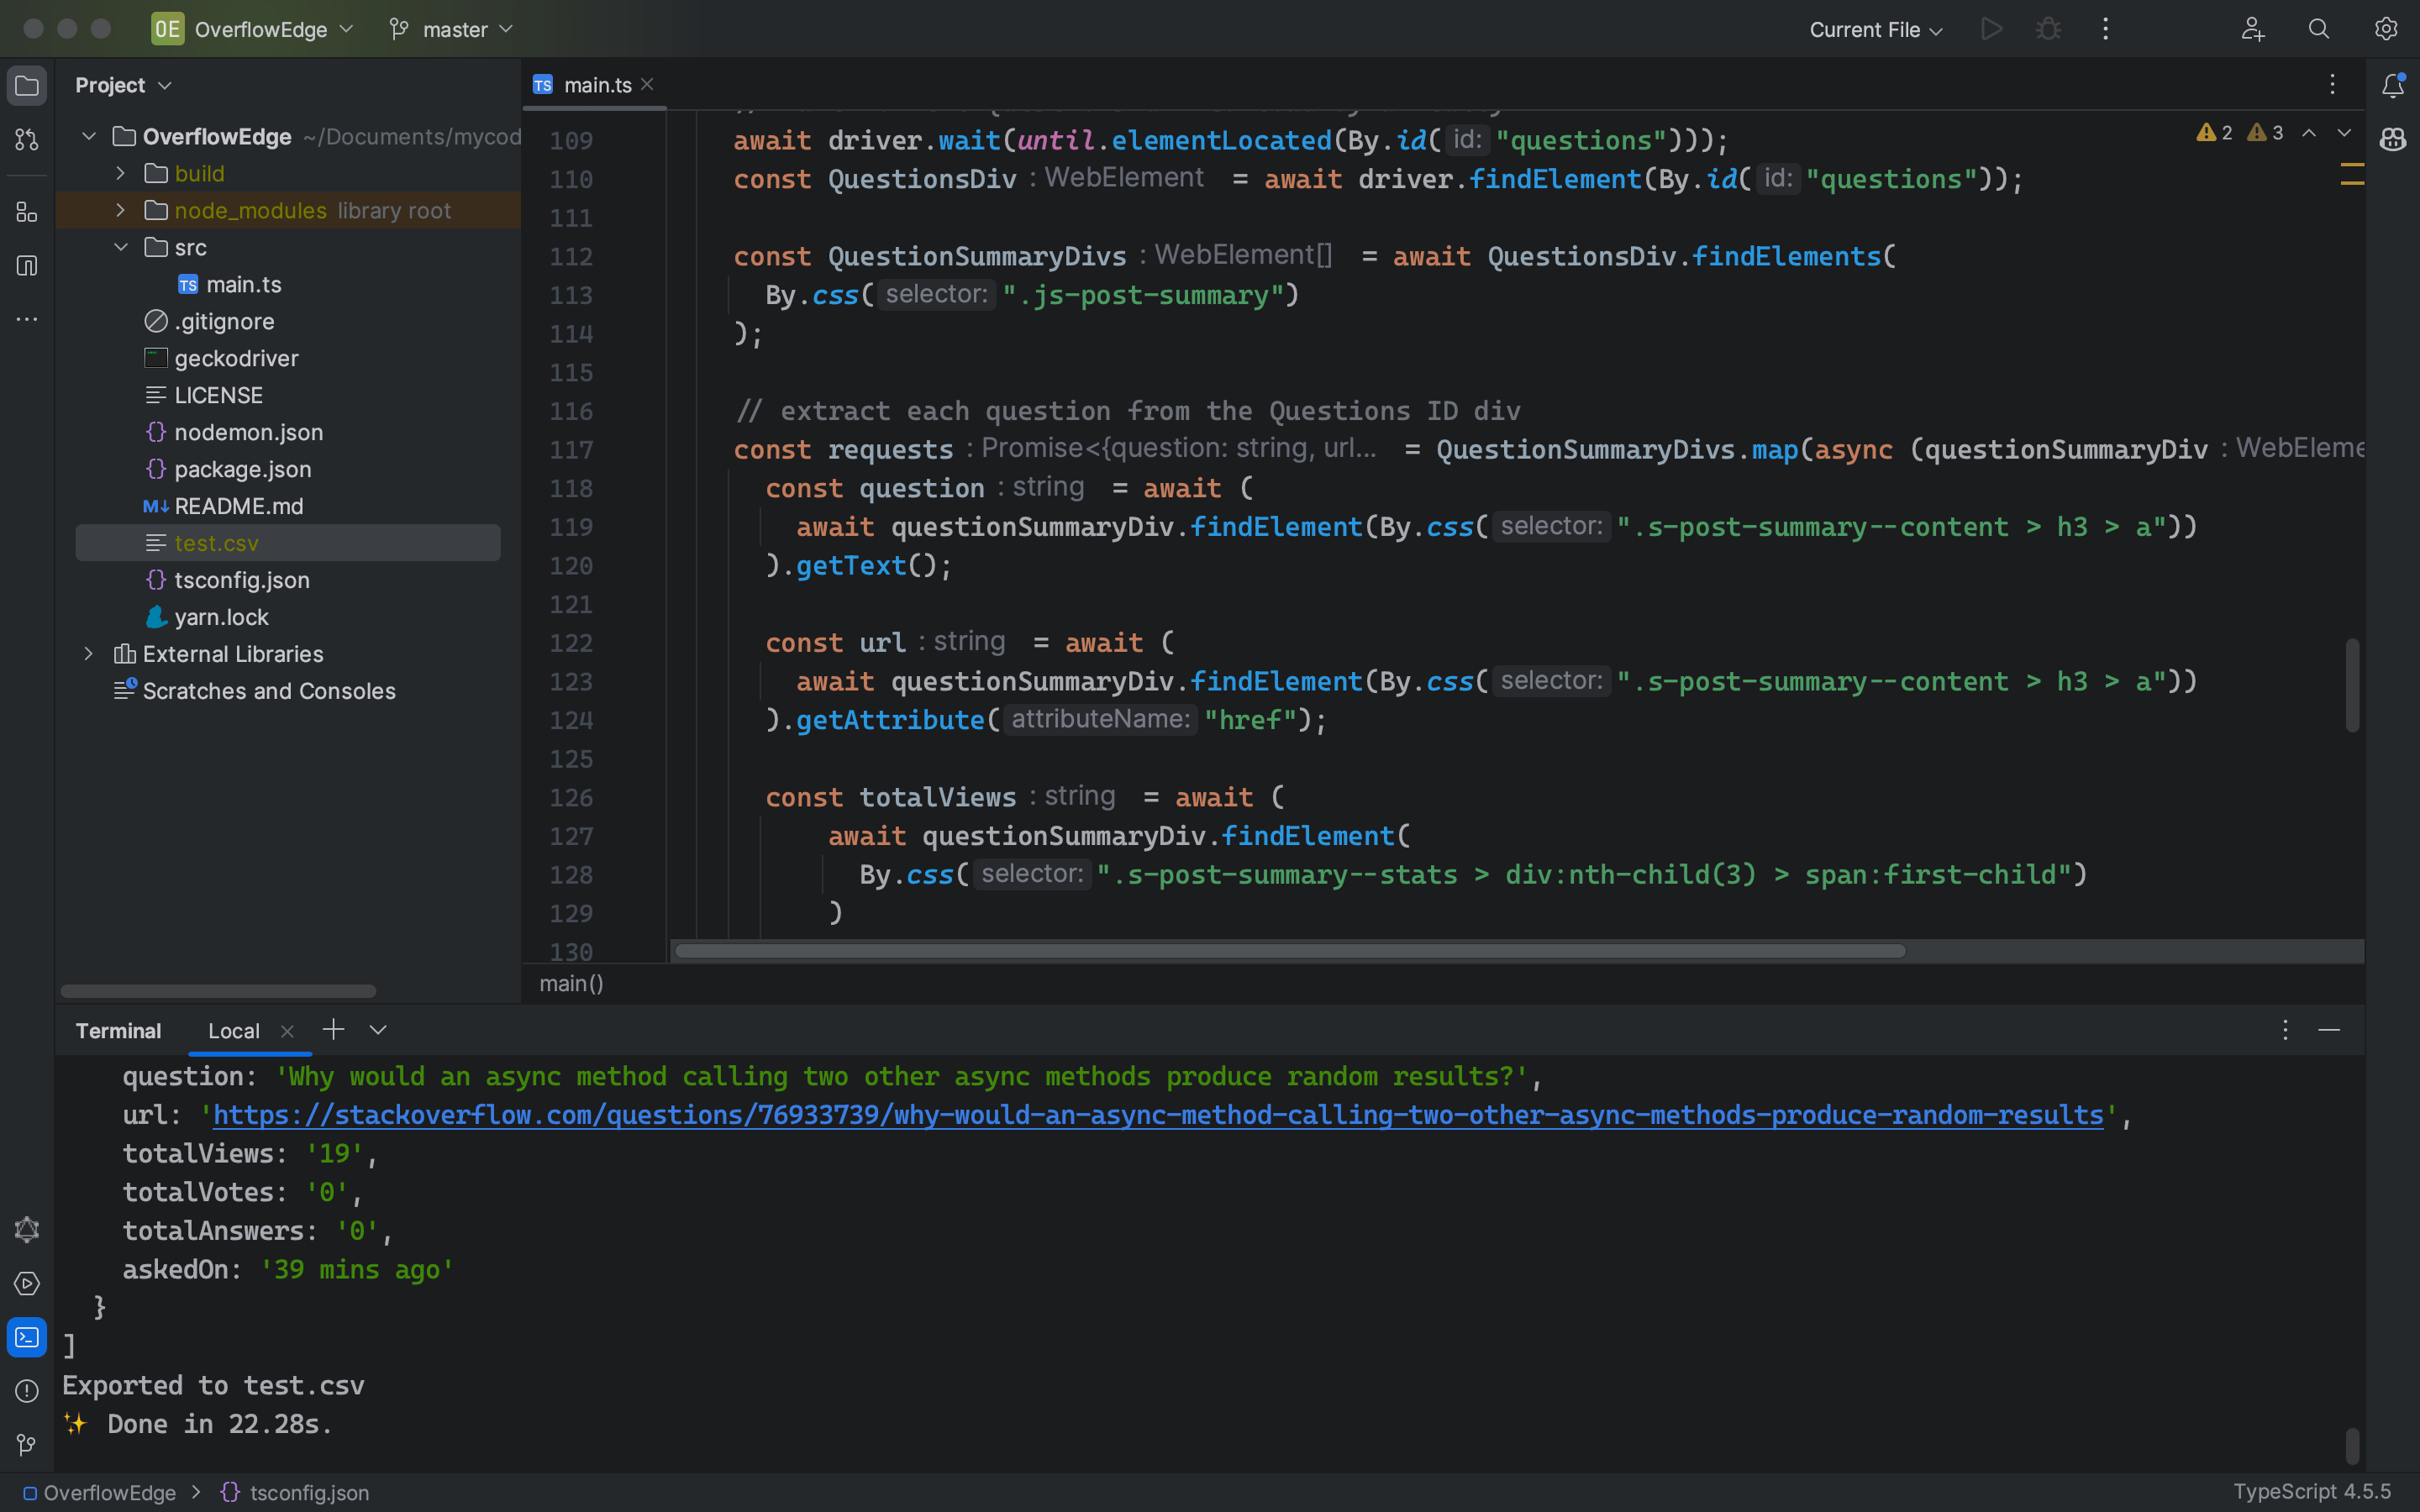 OE OverflowEdge master Current File
Project
main.ts
OverflowEdge ~/Documents/mycod
build
node_modules library root
src
main.ts
.gitignore
geckodriver
LICENSE
nodemon.json
package.json
README.md
test.csv
tsconfig.json
yarn.lock
External Libraries
Scratches and Consoles
2 3
109 await driver.wait(until.elementLocated(By.id( id: "questions")));
110 const QuestionsDiv : WebElement = await driver.findElement(By.id( id: "questions"));
111
112 const QuestionSummaryDivs : WebElement[] = await QuestionsDiv.findElements(
113 By.css( selector: ".js-post-summary")
114 );
115
116 // extract each question from the Questions ID div
117 const requests : Promise<{question: string, url... = QuestionSummaryDivs.map(async (questionSummaryDiv : WebEleme
118 const question : string = await (
119 await questionSummaryDiv.findElement(By.css( selector: ".s-post-summary--content > h3 > a"))
120 ).getText();
121
122 const url : string = await (
123 await questionSummaryDiv.findElement(By.css( selector: ".s-post-summary--content > h3 > a"))
124 ).getAttribute( attributeName: "href");
125
126 const totalViews : string = await (
127 await questionSummaryDiv.findElement(
128 By.css( selector: ".s-post-summary--stats > div:nth-child(3) > span:first-child")
129 )
130
main()
Terminal Local
question: 'Why would an async method calling two other async methods produce random results?',
url: 'https://stackoverflow.com/questions/76933739/why-would-an-async-method-calling-two-other-async-methods-produce-random-results',
totalViews: '19',
totalVotes: '0',
totalAnswers: '0',
askedOn: '39 mins ago'
}
]
Exported to test.csv
✨ Done in 22.28s.
OverflowEdge > {} tsconfig.json TypeScript 4.5.5